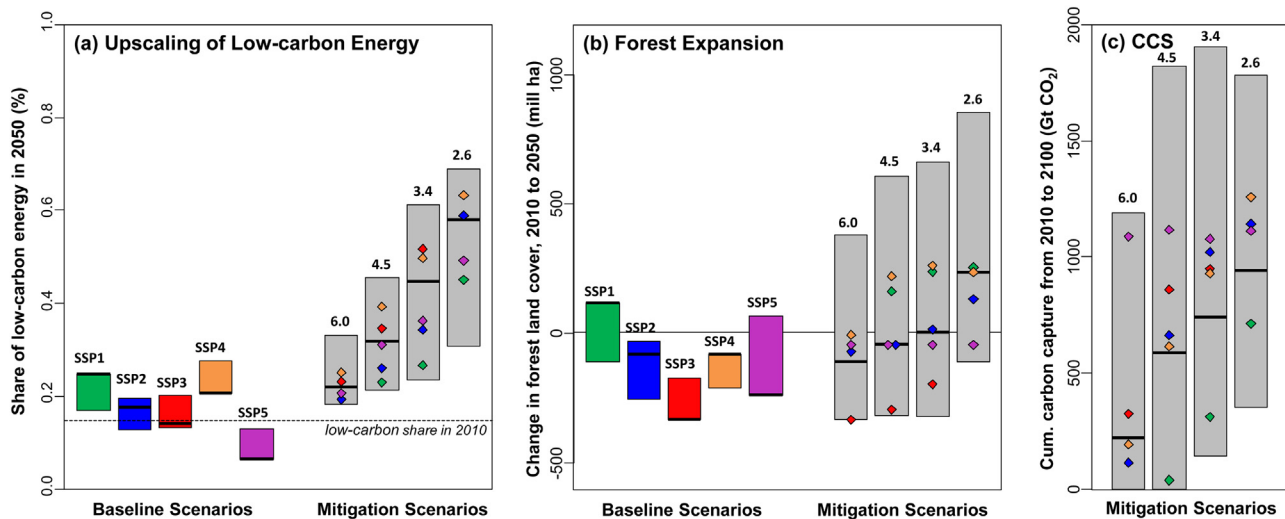 (a) Upscaling of Low-carbon Energy
Share of low-carbon energy in 2050 (%)
1.0
0.8
0.6
0.4
0.2
0.0
SSP1
SSP2
SSP3
SSP4
SSP5
6.0
4.5
3.4
2.6
low-carbon share in 2010
Baseline Scenarios
Mitigation Scenarios
(b) Forest Expansion
Change in forest land cover, 2010 to 2050 (mill ha)
1000
500
0
-500
SSP1
SSP2
SSP3
SSP4
SSP5
6.0
4.5
3.4
2.6
Baseline Scenarios
Mitigation Scenarios
(c) CCS
Cum. carbon capture from 2010 to 2100 (Gt CO₂)
2000
1500
1000
500
0
6.0
4.5
3.4
2.6
Mitigation Scenarios